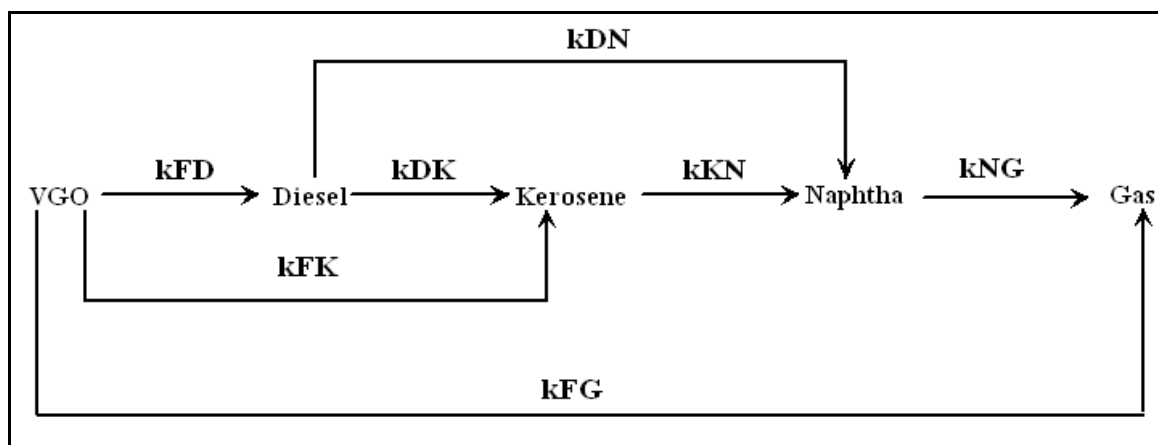 kDN
kFD kDK kKN kNG
VGO Diesel Kerosene Naphtha Gas
kFK
kFG